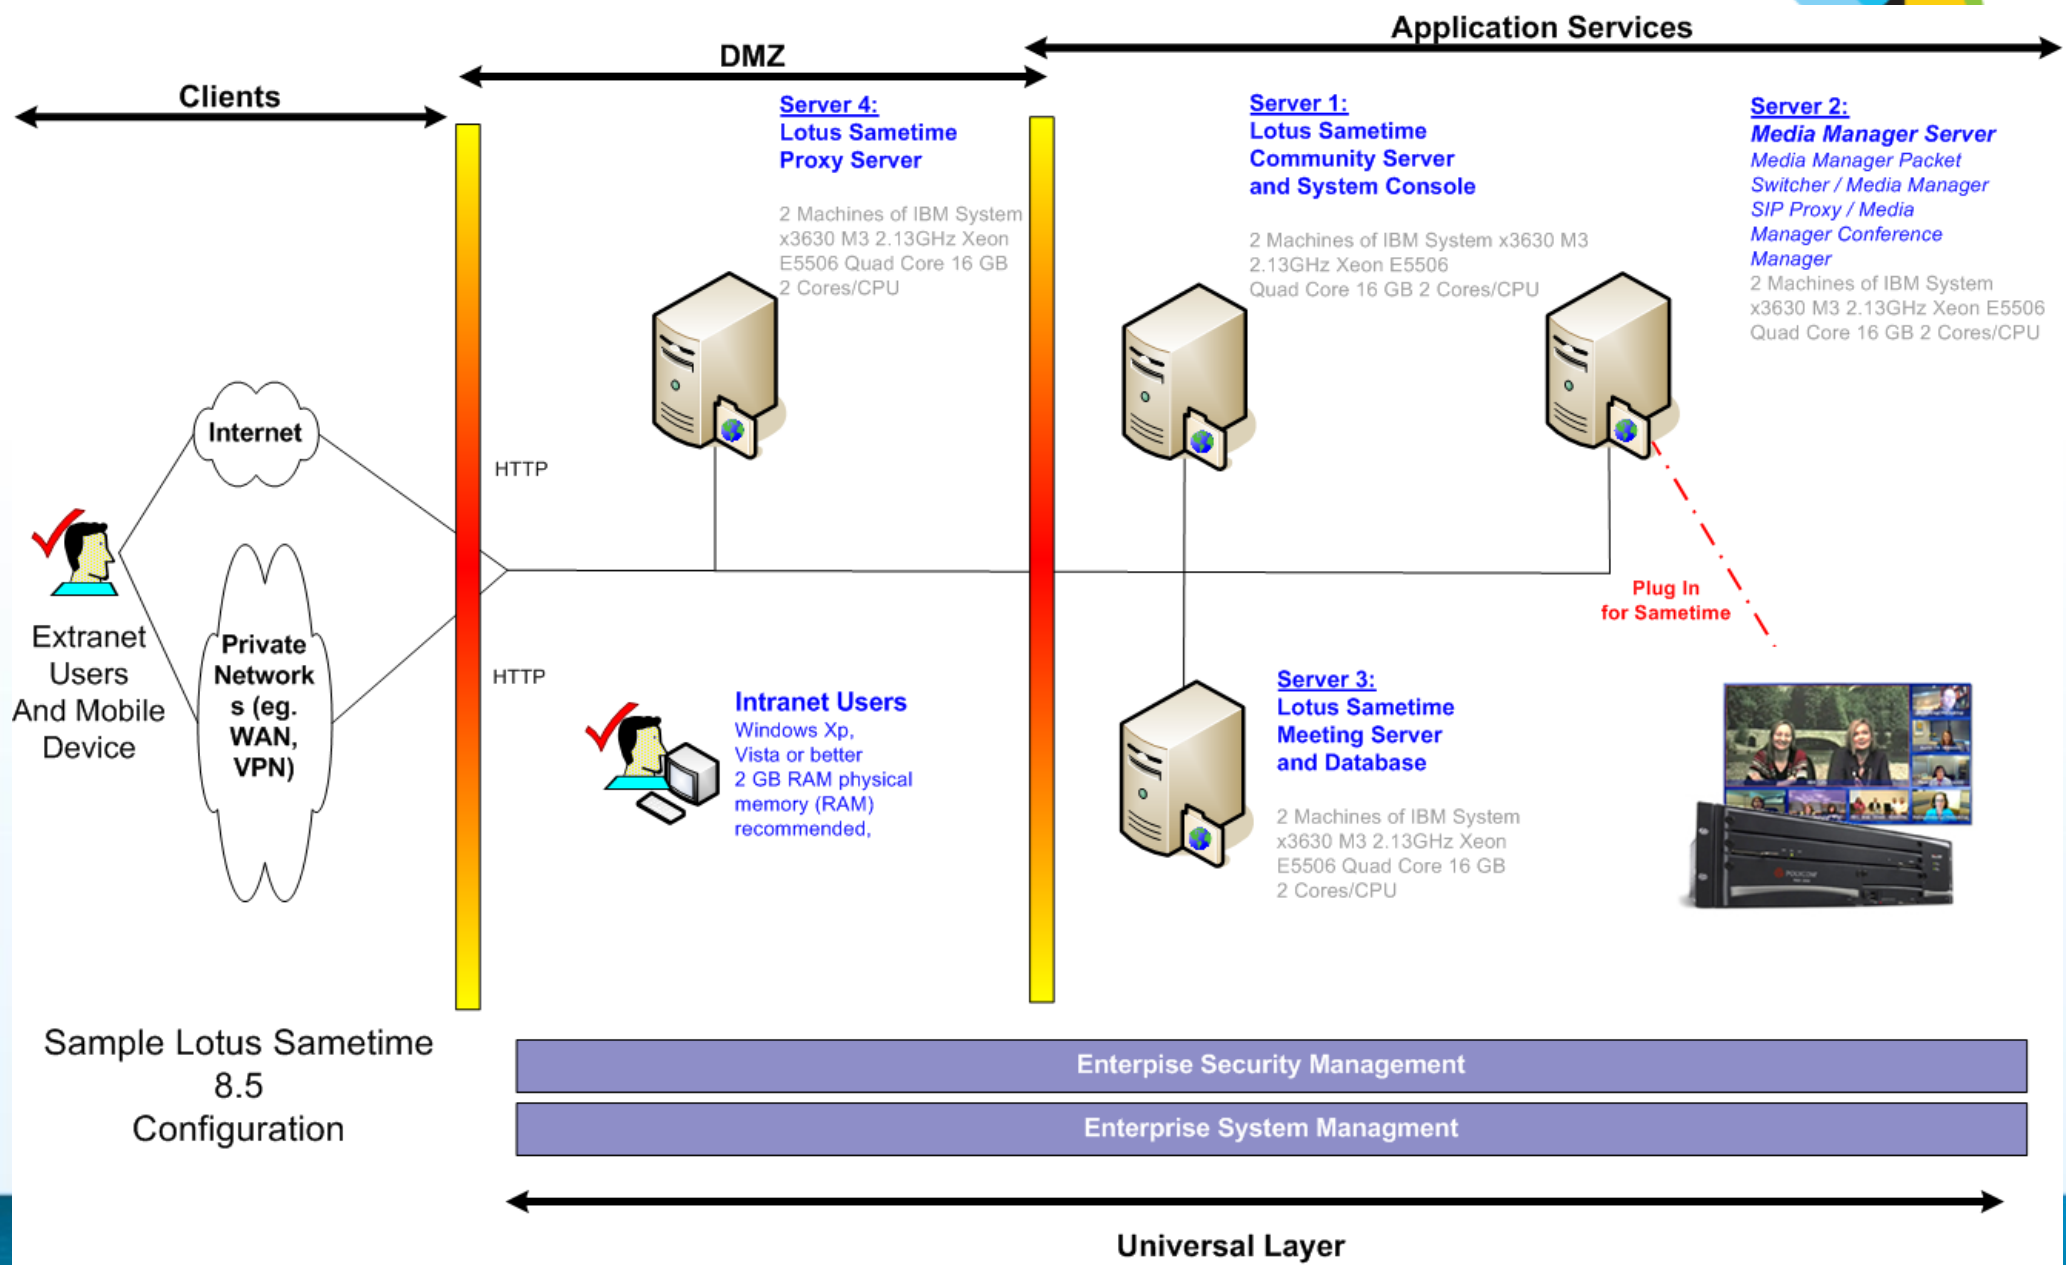 Application Services
DMZ
Clients
Server 4:
Lotus Sametime
Proxy Server
2 Machines of IBM System
x3630 M3 2.13GHz Xeon
E5506 Quad Core 16 GB
2 Cores/CPU
Server 1:
Lotus Sametime
Community Server
and System Console
2 Machines of IBM System x3630 M3
2.13GHz Xeon E5506
Quad Core 16 GB 2 Cores/CPU
Server 2:
Media Manager Server
Media Manager Packet
Switcher / Media Manager
SIP Proxy / Media
Manager Conference
Manager
2 Machines of IBM System
x3630 M3 2.13GHz Xeon E5506
Quad Core 16 GB 2 Cores/CPU
Internet
HTTP
Extranet
Users
And Mobile
Device
Private
Network
s (eg.
WAN,
VPN)
HTTP
Intranet Users
Windows Xp,
Vista or better
2 GB RAM physical
memory (RAM)
recommended,
Plug In
for Sametime
Server 3:
Lotus Sametime
Meeting Server
and Database
2 Machines of IBM System
x3630 M3 2.13GHz Xeon
E5506 Quad Core 16 GB
2 Cores/CPU
POLYCOM
Sample Lotus Sametime
8.5
Configuration
Enterpise Security Management
Enterprise System Managment
Universal Layer